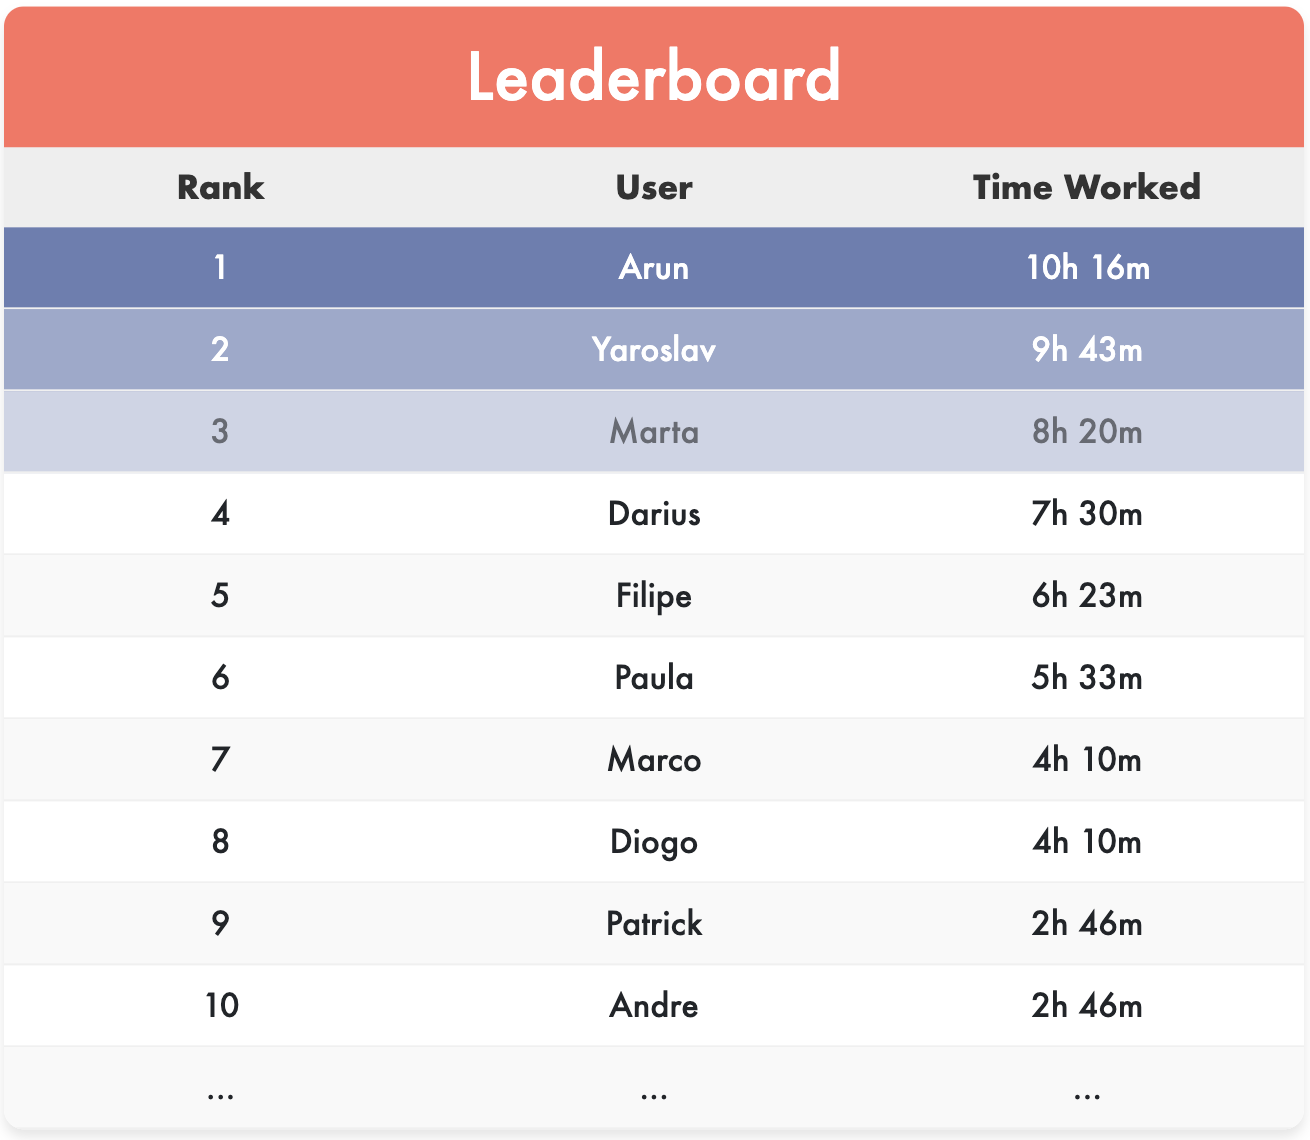 Leaderboard
Rank User Time Worked
1 Arun 10h 16m
2 Yaroslav 9h 43m
3 Marta 8h 20m
4 Darius 7h 30m
5 Filipe 6h 23m
6 Paula 5h 33m
7 Marco 4h 10m
8 Diogo 4h 10m
9 Patrick 2h 46m
10 Andre 2h 46m
... ... ...